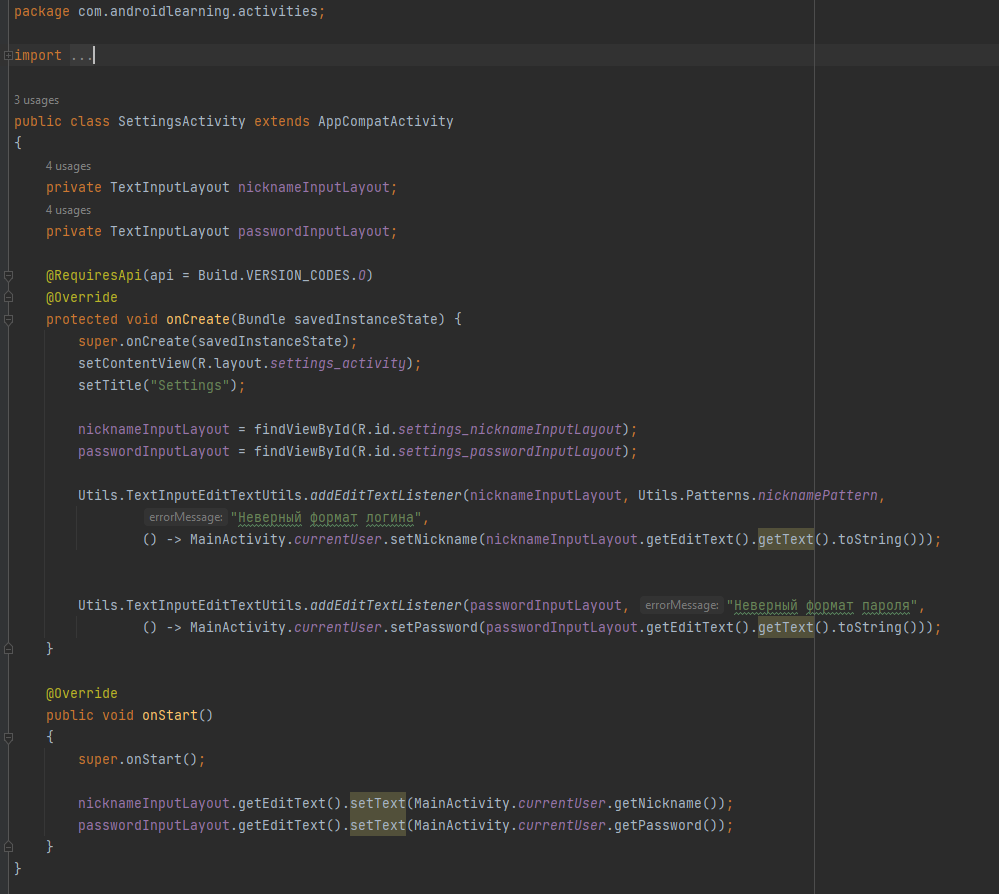 package com.androidlearning.activities;
import ...
3 usages
public class SettingsActivity extends AppCompatActivity
{
4 usages
private TextInputLayout nicknameInputLayout;
4 usages
private TextInputLayout passwordInputLayout;
@RequiresApi(api = Build.VERSION_CODES.O)
@Override
protected void onCreate(Bundle savedInstanceState) {
super.onCreate(savedInstanceState);
setContentView(R.layout.settings_activity);
setTitle("Settings");
nicknameInputLayout = findViewById(R.id.settings_nicknameInputLayout);
passwordInputLayout = findViewById(R.id.settings_passwordInputLayout);
Utils.TextInputEditTextUtils.addEditTextListener(nicknameInputLayout, Utils.Patterns.nicknamePattern,
errorMessage: "Неверный формат логина",
() -> MainActivity.currentUser.setNickname(nicknameInputLayout.getEditText().getText().toString()));
Utils.TextInputEditTextUtils.addEditTextListener(passwordInputLayout, errorMessage: "Неверный формат пароля",
() -> MainActivity.currentUser.setPassword(passwordInputLayout.getEditText().getText().toString()));
}
@Override
public void onStart()
{
super.onStart();
nicknameInputLayout.getEditText().setText(MainActivity.currentUser.getNickname());
passwordInputLayout.getEditText().setText(MainActivity.currentUser.getPassword());
}
}